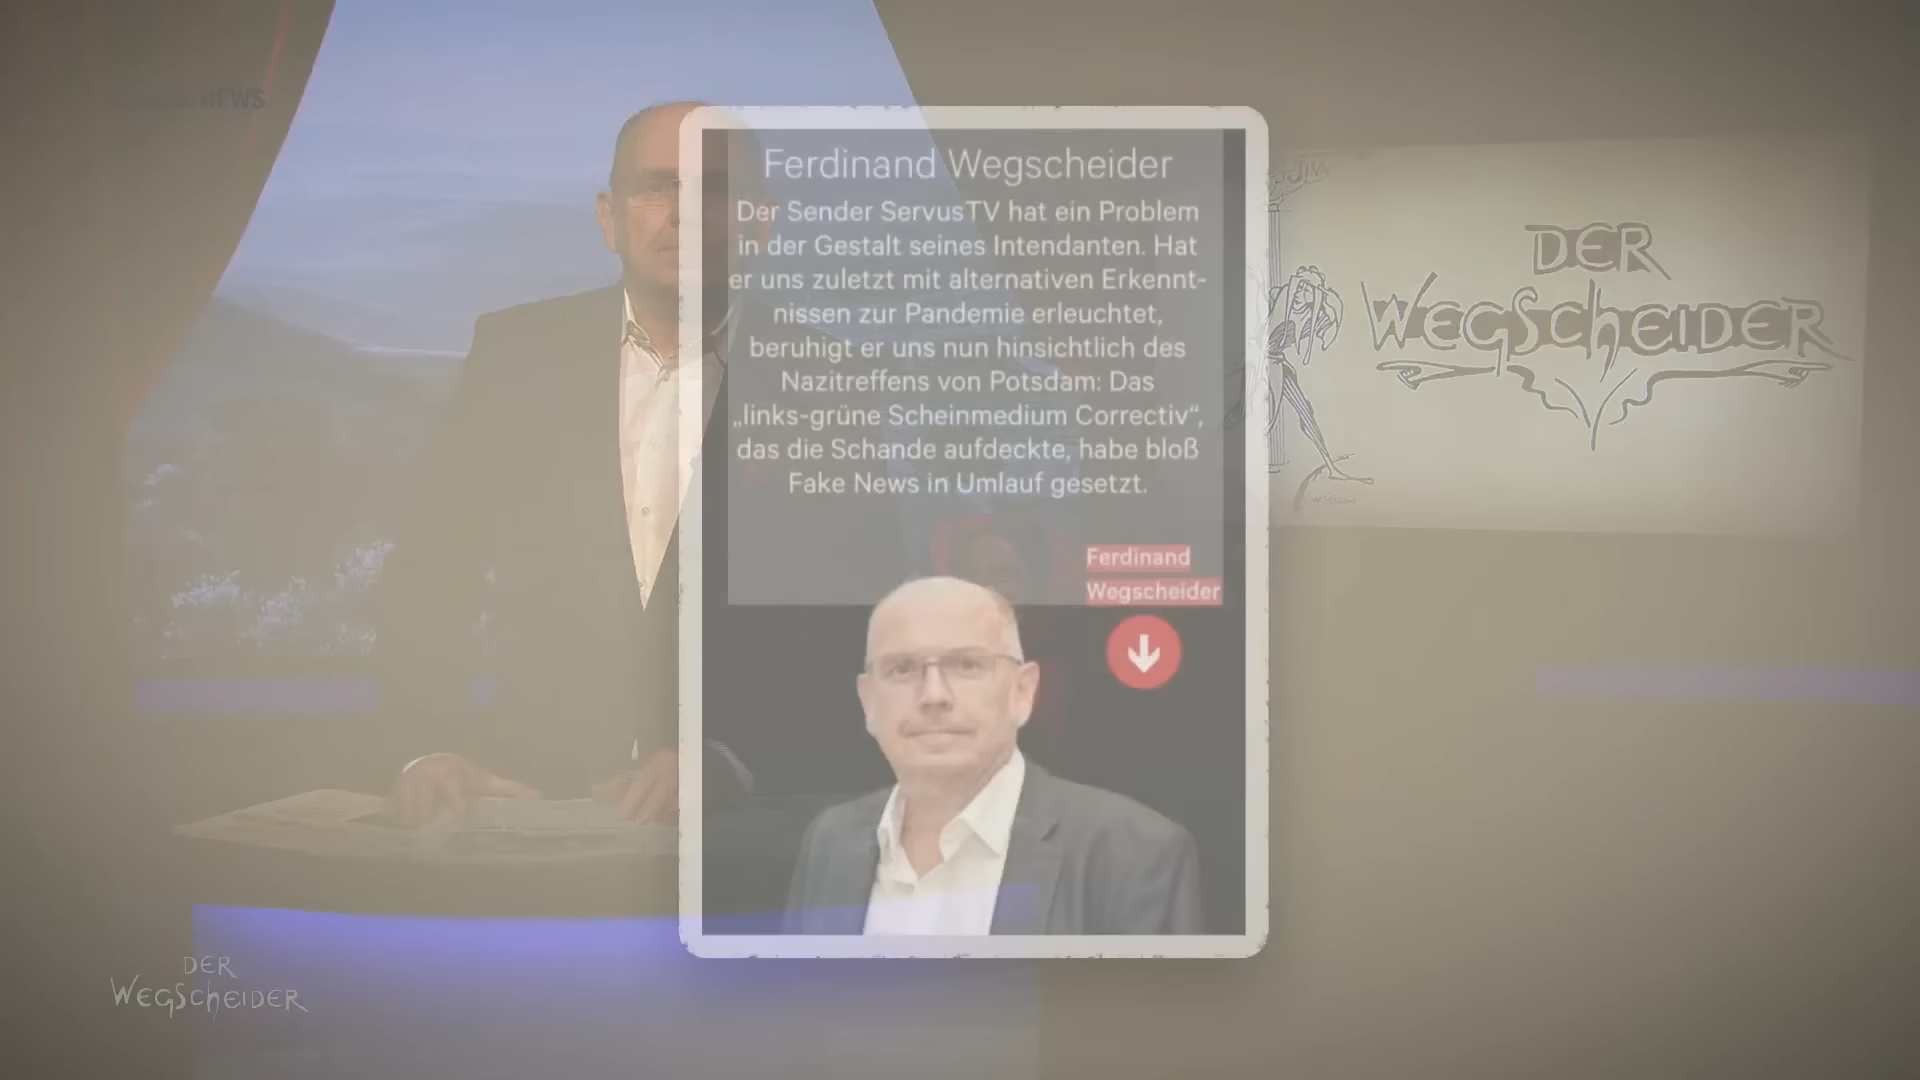 NEWS
Ferdinand Wegscheider
Der Sender ServusTV hat ein Problem
in der Gestalt seines Intendanten. Hat
er uns zuletzt mit alternativen Erkennt-
nissen zur Pandemie erleuchtet,
beruhigt er uns nun hinsichtlich des
Nazitreffens von Potsdam: Das
„links-grüne Scheinmedium Correctiv“,
das die Schande aufdeckte, habe bloß
Fake News in Umlauf gesetzt.
Ferdinand
Wegscheider
DER
WEGSCHEIDER
DER
WEGSCHEIDER